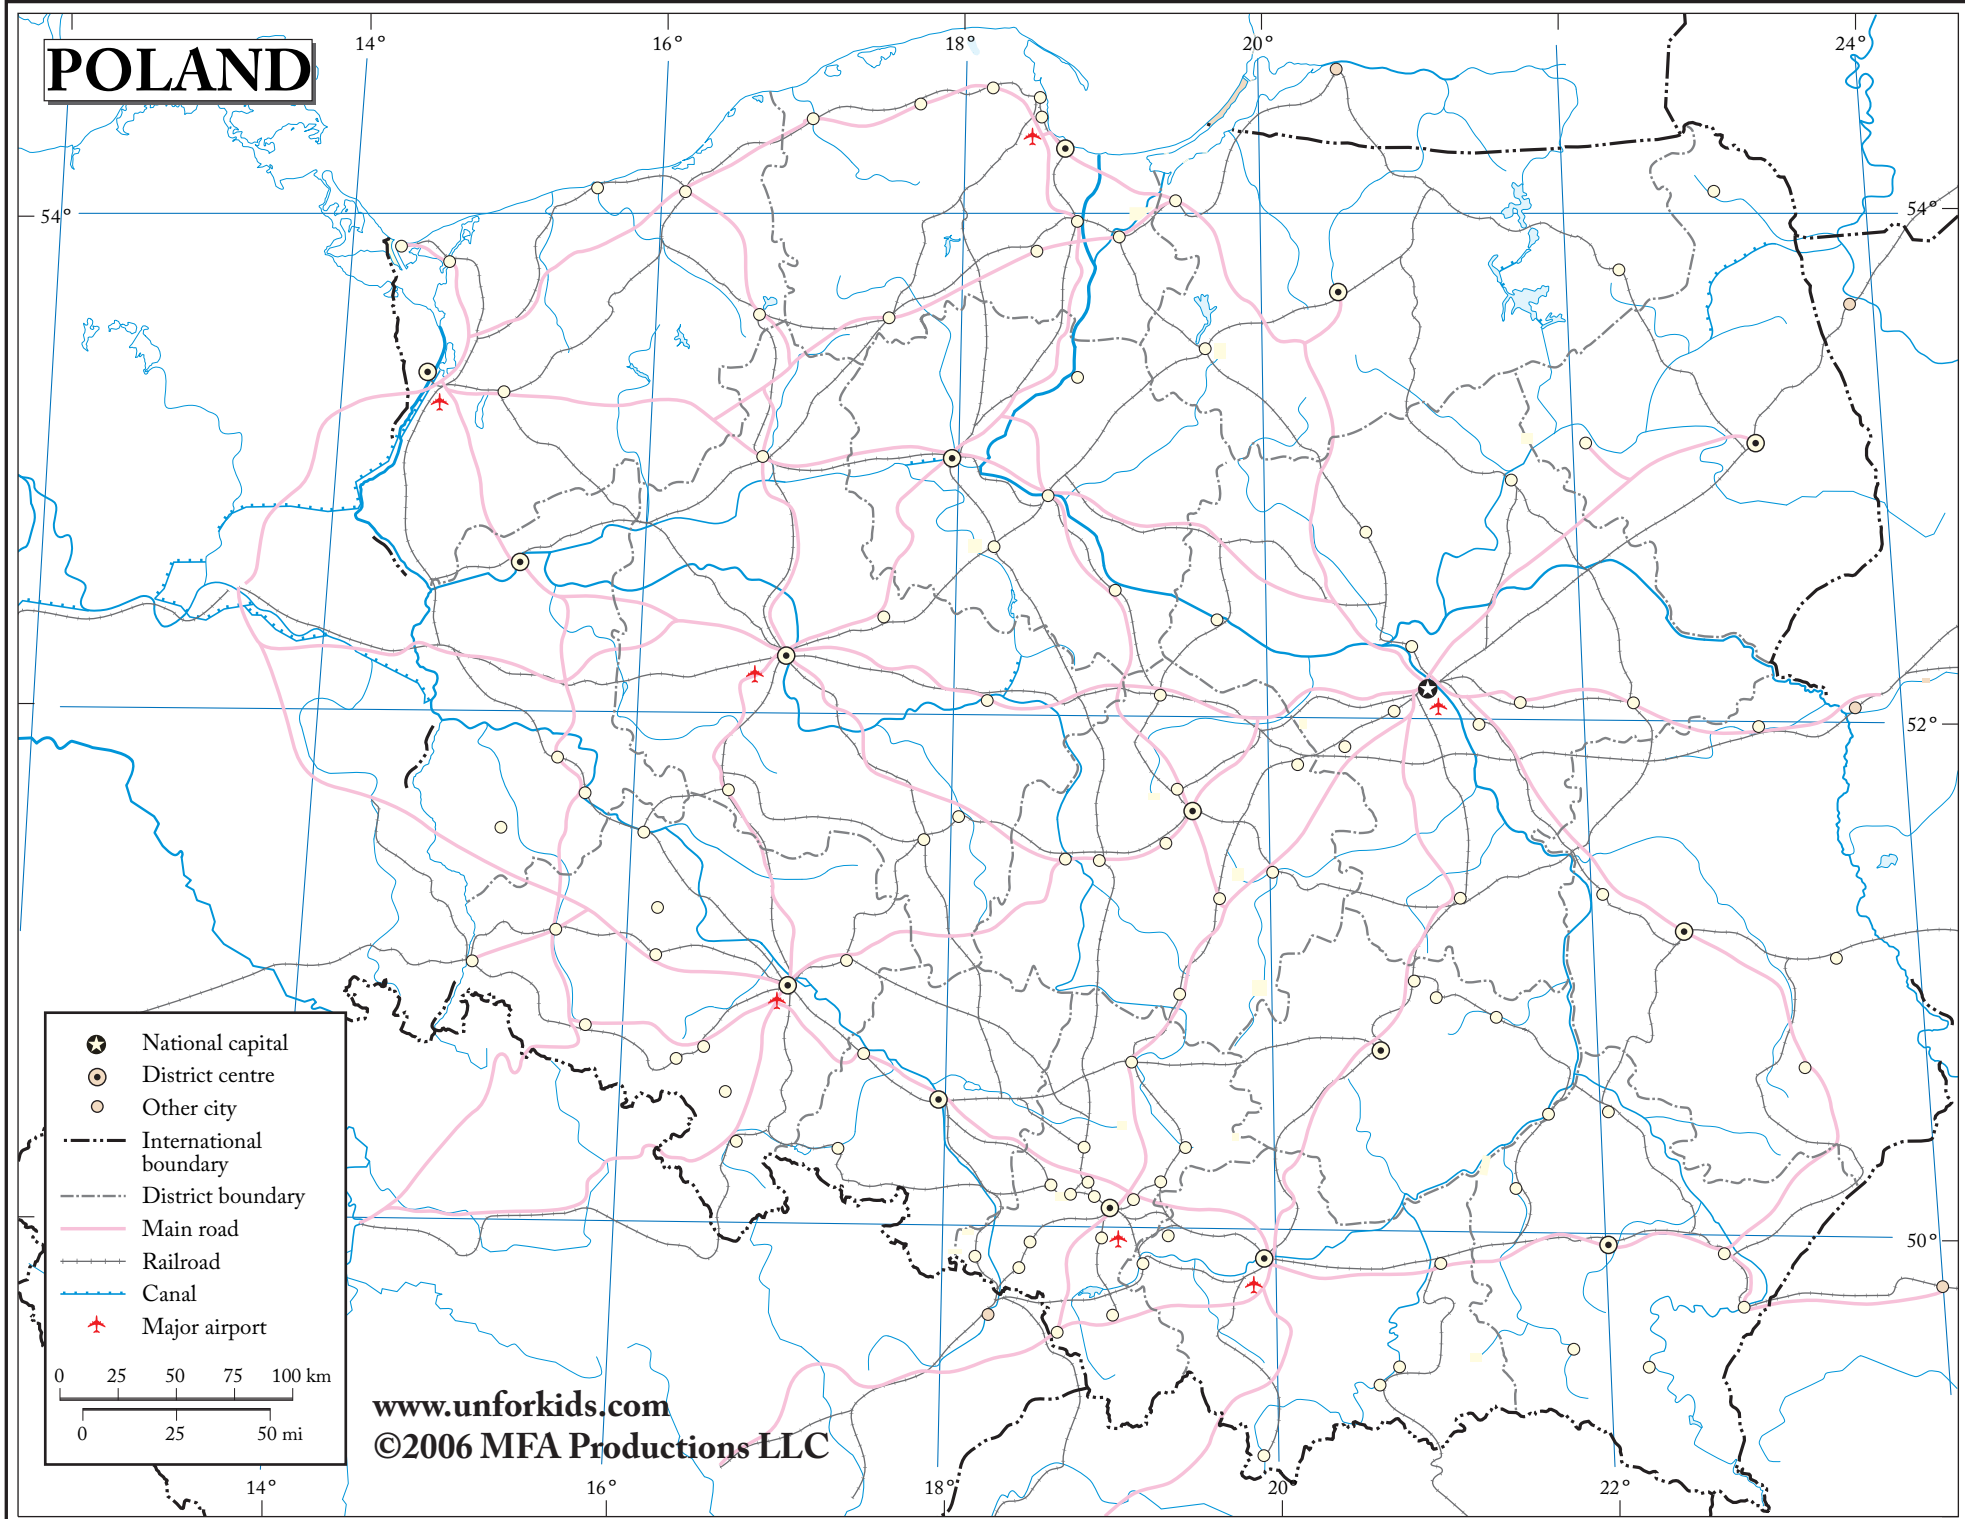 POLAND
14°
16°
18°
20°
24°
54°
54°
52°
50°
National capital
District centre
Other city
International
boundary
District boundary
Main road
Railroad
Canal
Major airport
0 25 50 75 100 km
0 25 50 mi
www.unforkids.com
©2006 MFA Productions LLC
14°
16°
18°
20°
22°